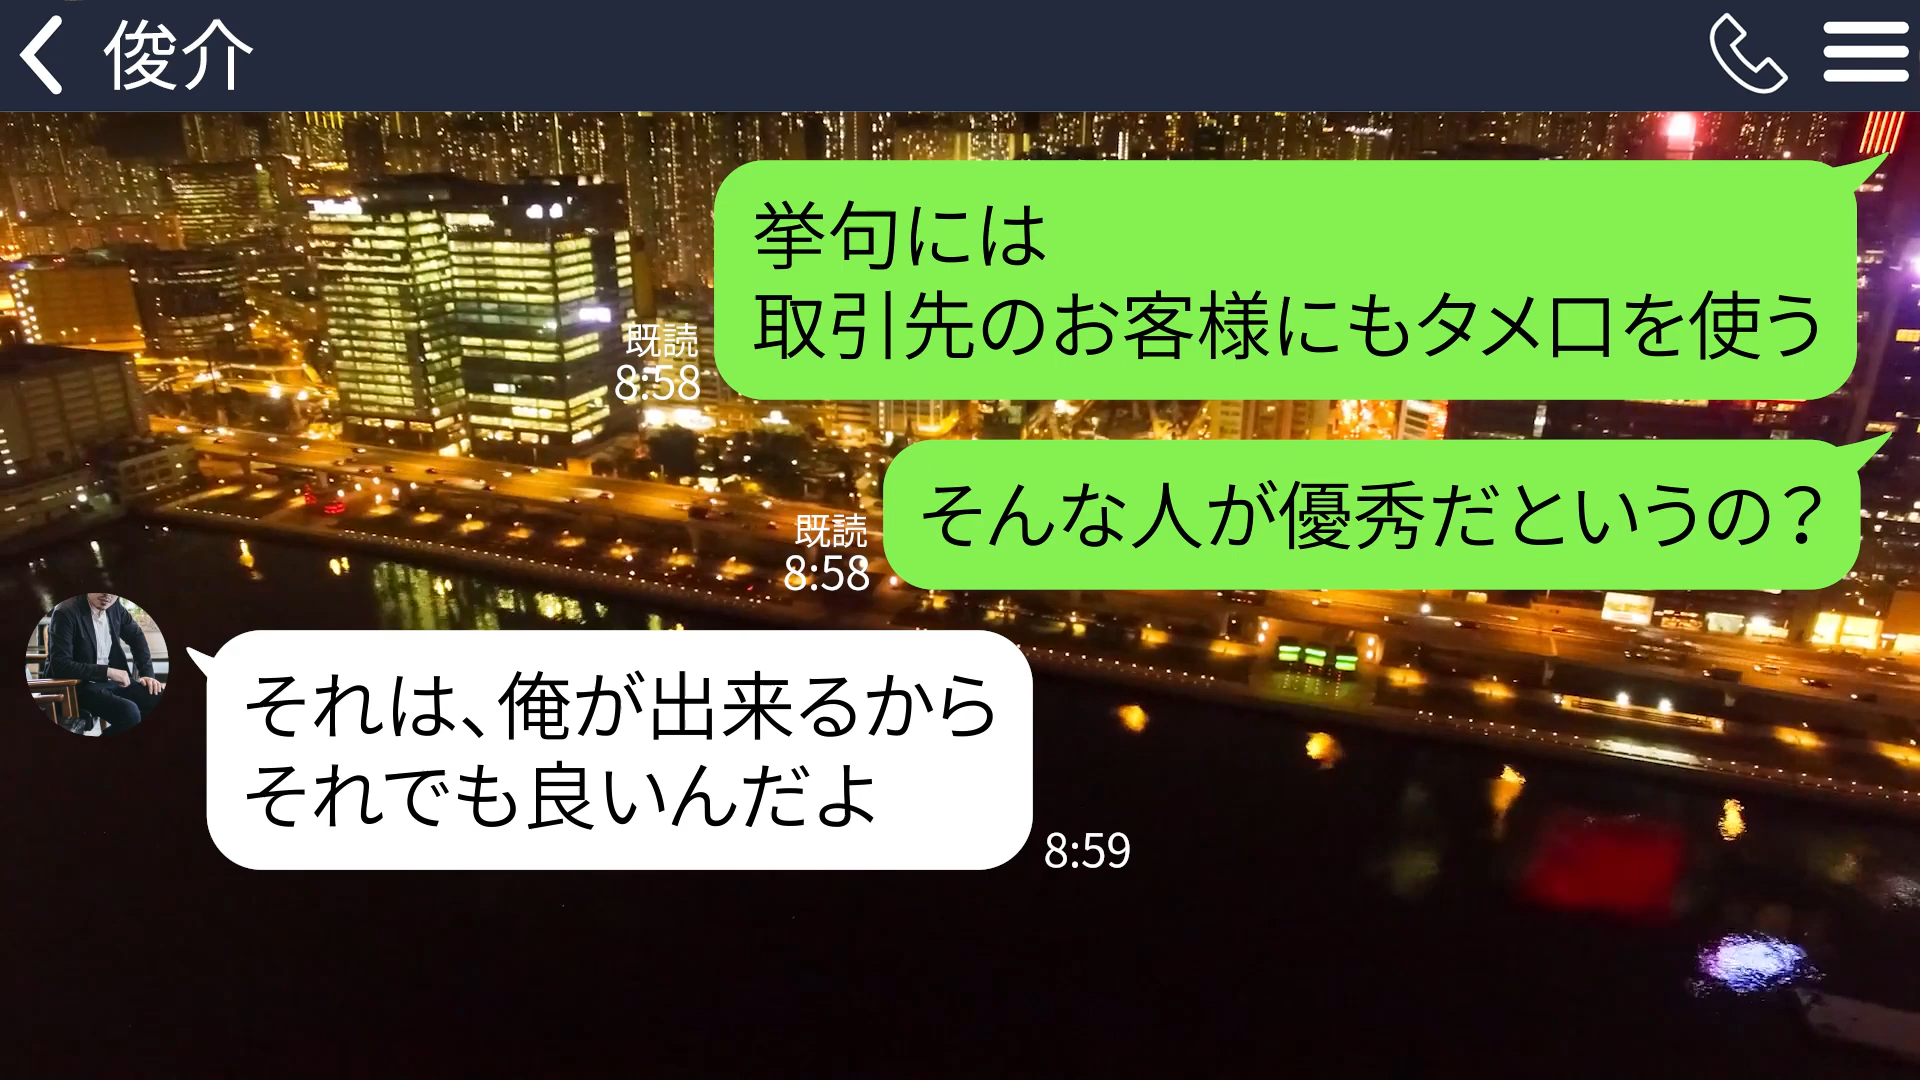 俊介
挙句には
取引先のお客様にもタメ口を使う
既読
8:58
そんな人が優秀だというの？
既読
8:58
それは、俺が出来るから
それでも良いんだよ
8:59